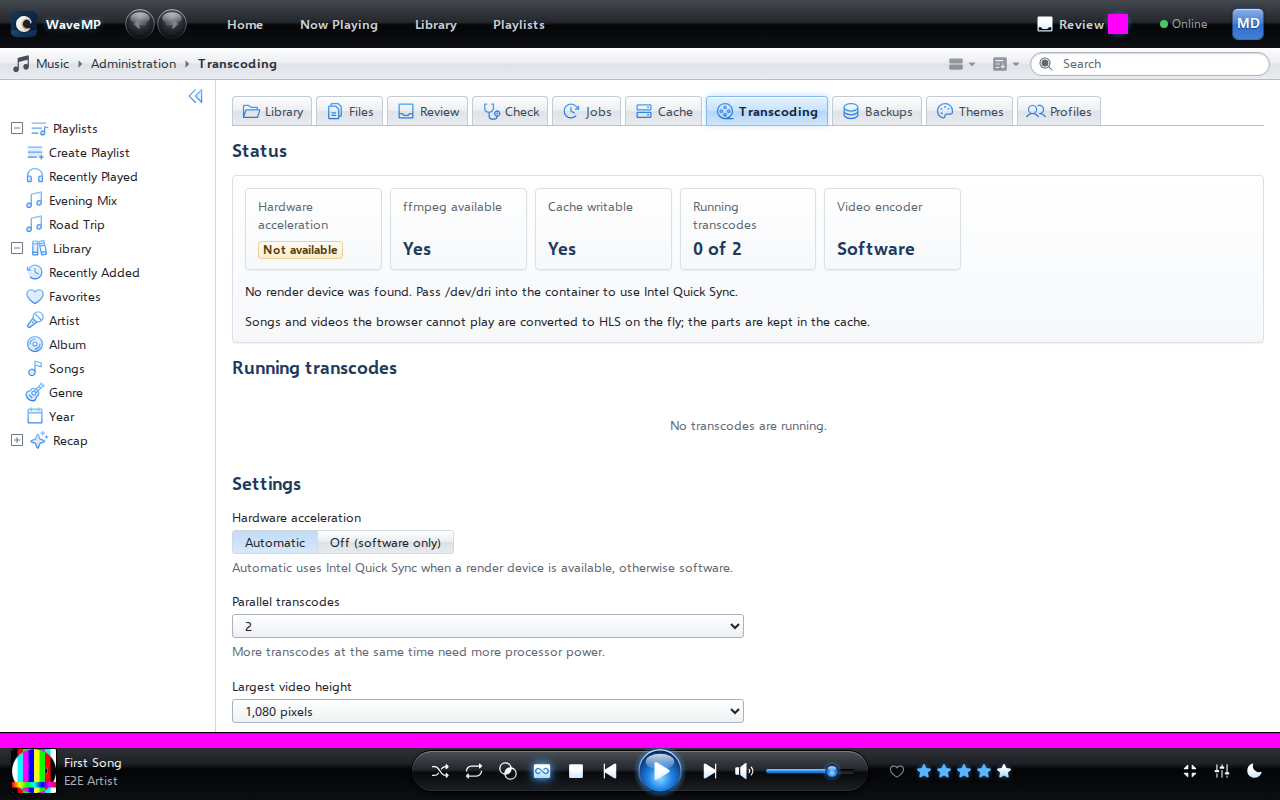 WaveMP
Home
Now Playing
Library
Playlists
Review
Online
MD
Music
Administration
Transcoding
Search
Playlists
Create Playlist
Recently Played
Evening Mix
Road Trip
Library
Recently Added
Favorites
Artist
Album
Songs
Genre
Year
Recap
Library
Files
Review
Check
Jobs
Cache
Transcoding
Backups
Themes
Profiles
Status
Hardware
acceleration
Not available
ffmpeg available
Yes
Cache writable
Yes
Running
transcodes
0 of 2
Video encoder
Software
No render device was found. Pass /dev/dri into the container to use Intel Quick Sync.
Songs and videos the browser cannot play are converted to HLS on the fly; the parts are kept in the cache.
Running transcodes
No transcodes are running.
Settings
Hardware acceleration
Automatic
Off (software only)
Automatic uses Intel Quick Sync when a render device is available, otherwise software.
Parallel transcodes
2
More transcodes at the same time need more processor power.
Largest video height
1,080 pixels
First Song
E2E Artist